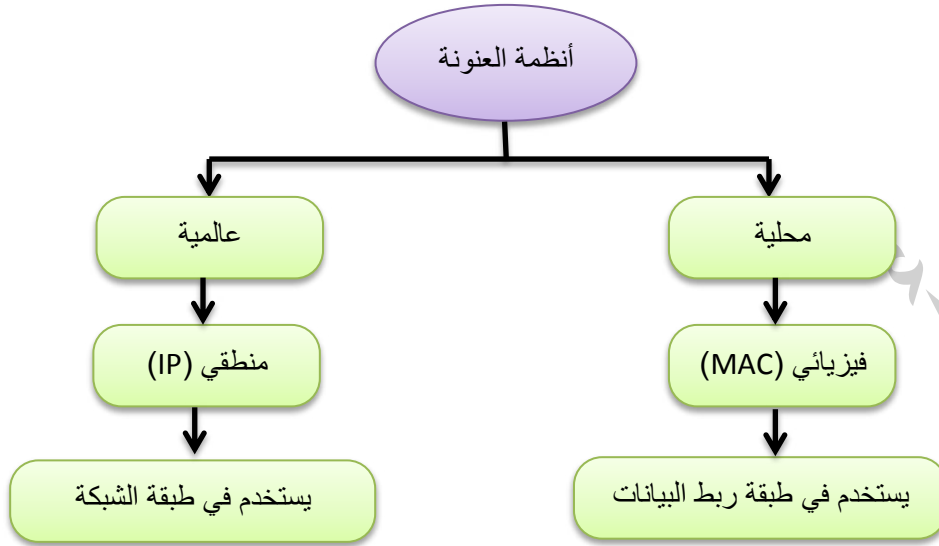 أنظمة العنونة
محلية
عالمية
فيزيائي (MAC)
منطقي (IP)
يستخدم في طبقة ربط البيانات
يستخدم في طبقة الشبكة